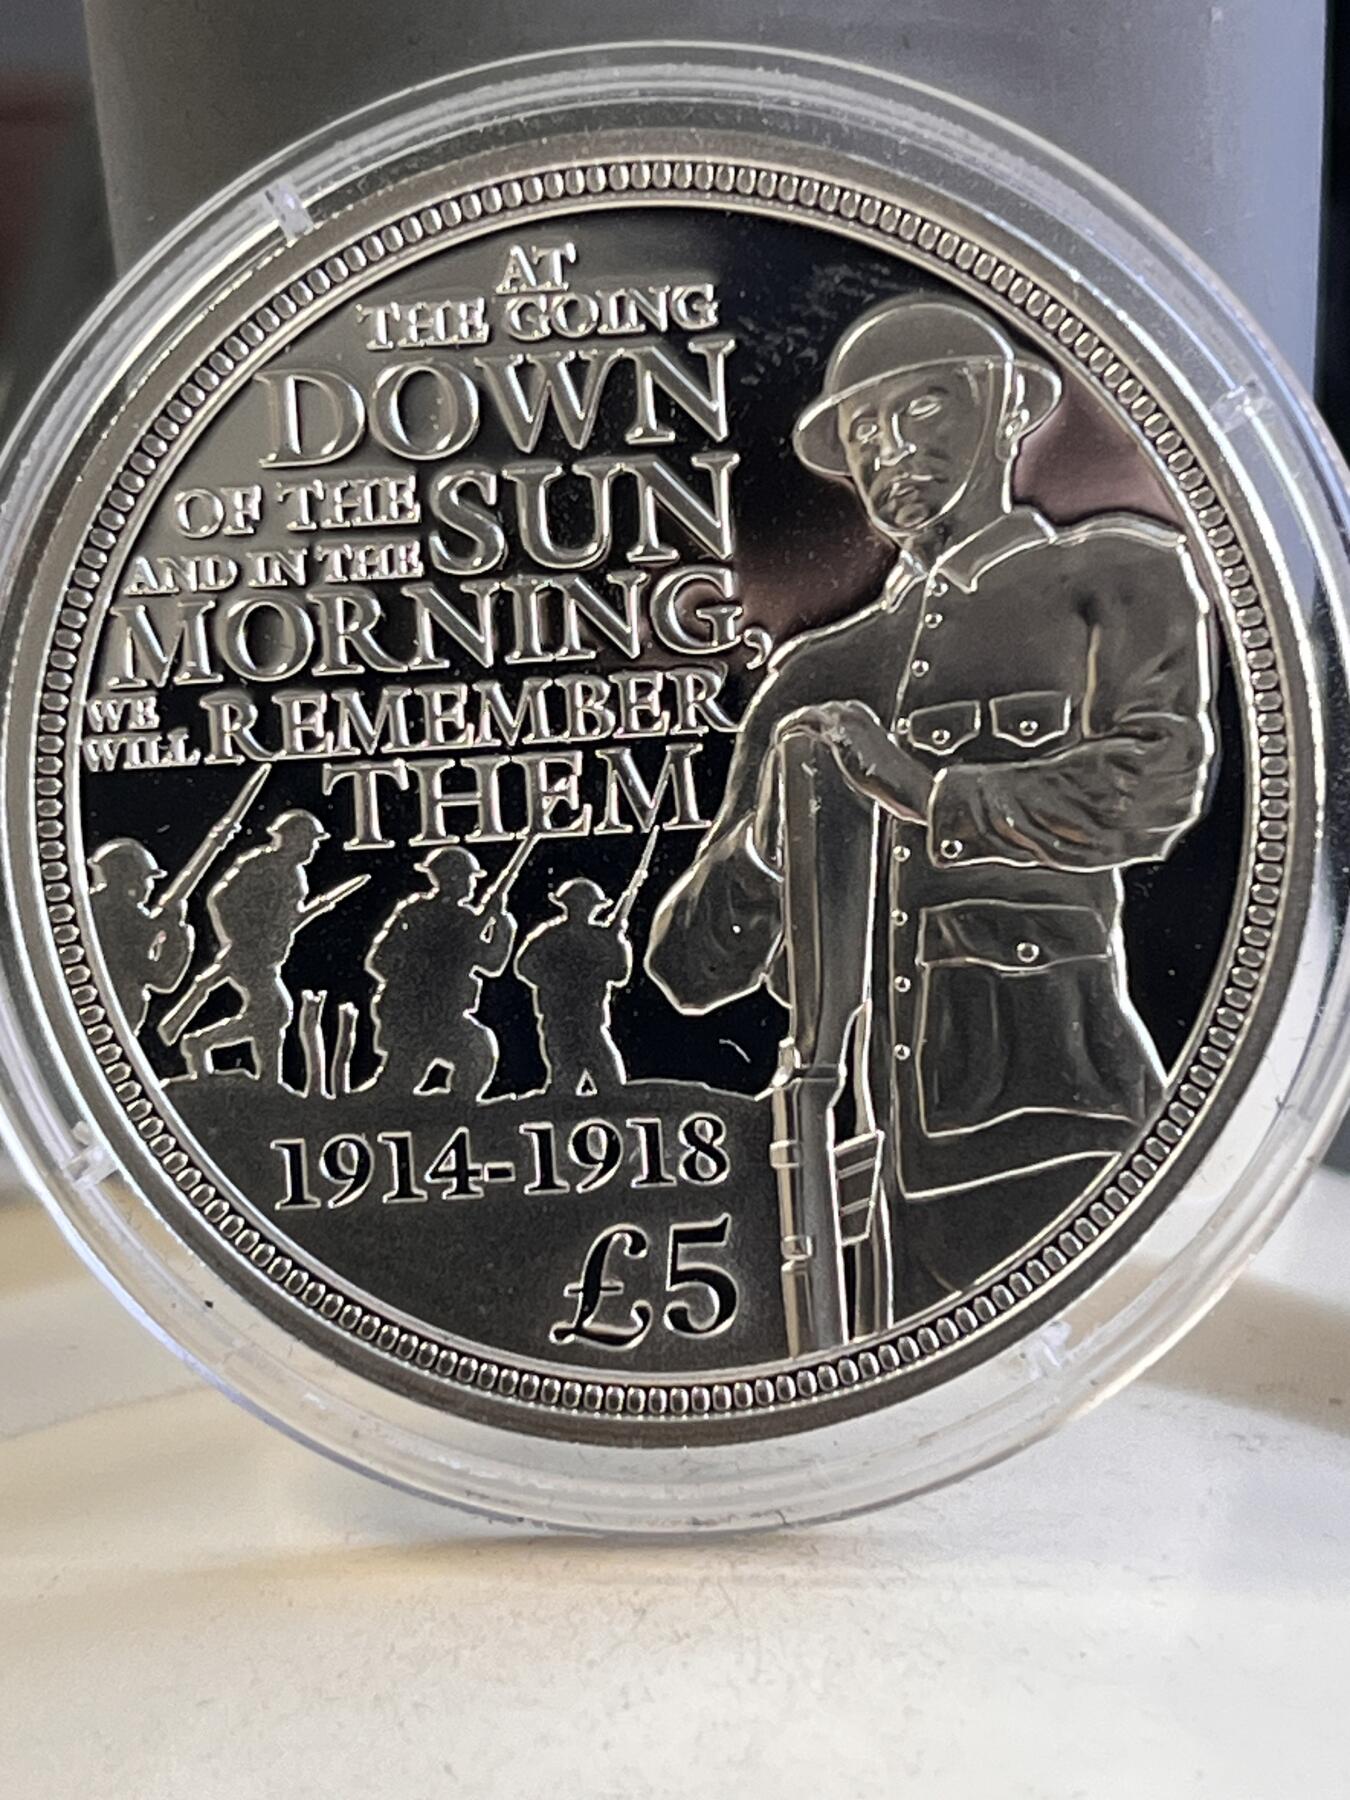 AT
THE GOING
DOWN
OF THE SUN
AND IN THE
MORNING,
WE WILL REMEMBER
THEM
1914-1918
£5